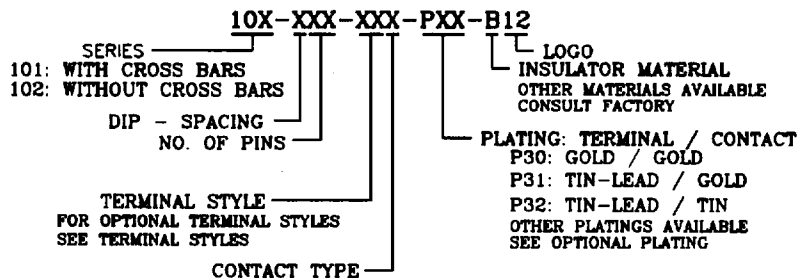 10X-XXX-XXX-PXX-B12
SERIES
101: WITH CROSS BARS
102: WITHOUT CROSS BARS
DIP - SPACING
NO. OF PINS
TERMINAL STYLE
FOR OPTIONAL TERMINAL STYLES
SEE TERMINAL STYLES
CONTACT TYPE
LOGO
INSULATOR MATERIAL
OTHER MATERIALS AVAILABLE
CONSULT FACTORY
PLATING: TERMINAL / CONTACT
P30: GOLD / GOLD
P31: TIN-LEAD / GOLD
P32: TIN-LEAD / TIN
OTHER PLATINGS AVAILABLE
SEE OPTIONAL PLATING